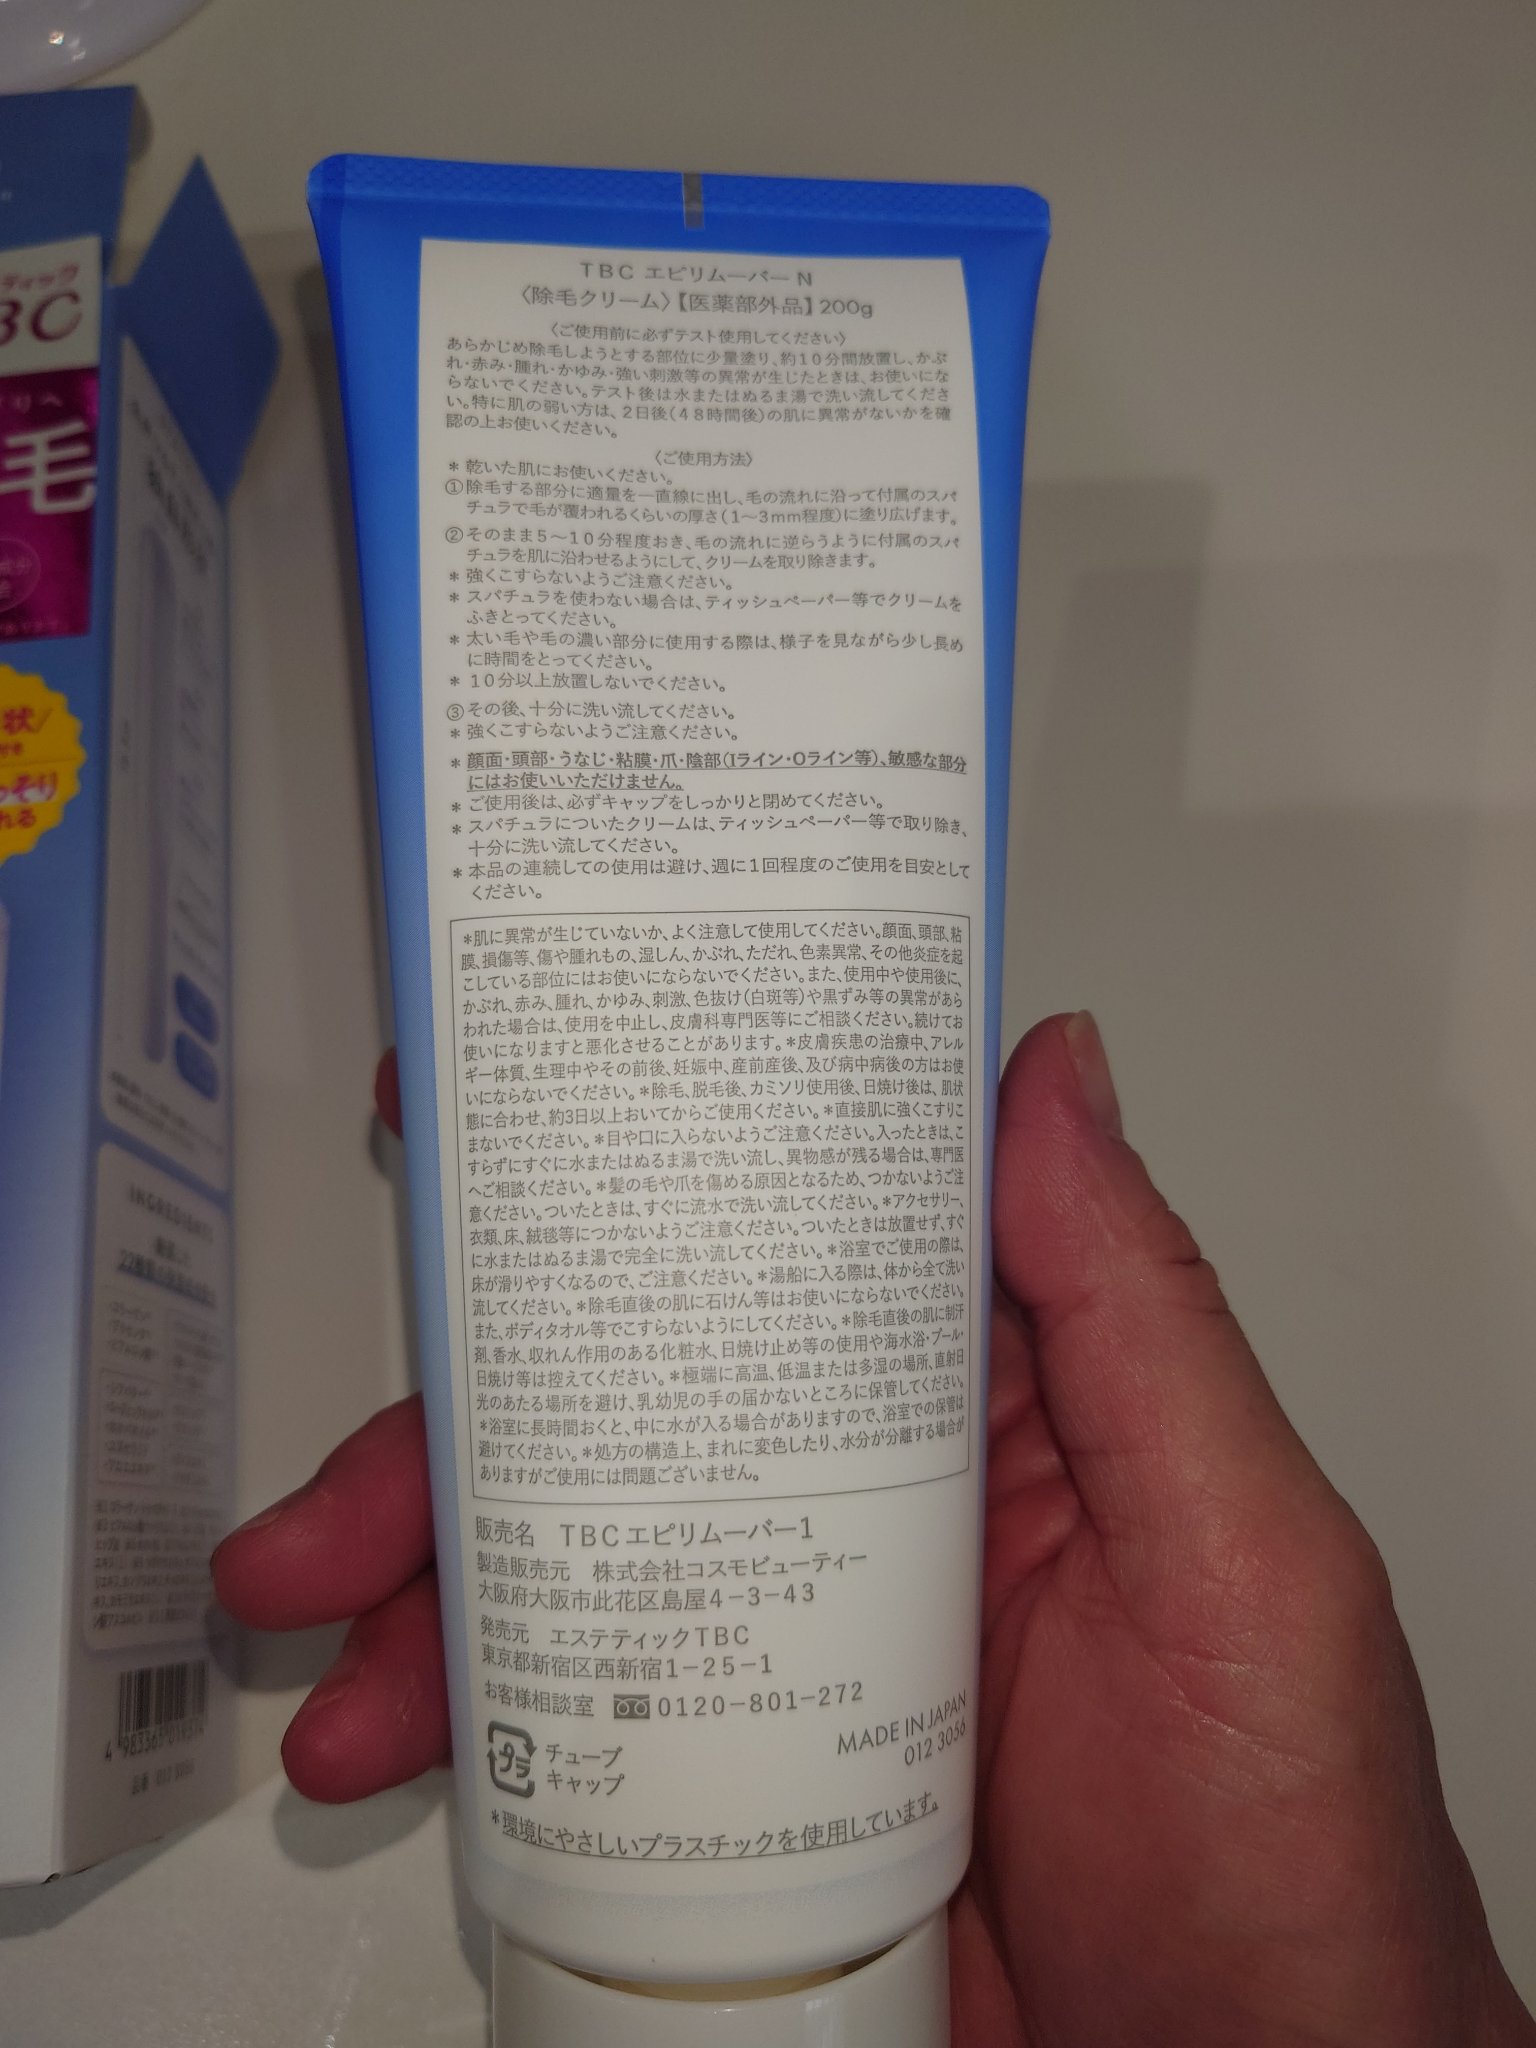 TBC エピリムーバー N
〈除毛クリーム〉【医薬部外品】200g
〈ご使用前に必ずテスト使用してください〉
あらかじめ除毛しようとする部位に少量塗り、約10分間放置し、かぶ
れ・赤み・腫れ・かゆみ・強い刺激等の異常が生じたときは、お使いにな
らないでください。テスト後は水またはぬるま湯で洗い流してくださ
い。特に肌の弱い方は、2日後(48時間後)の肌に異常がないかを確
認の上お使いください。
〈ご使用方法〉
＊乾いた肌にお使いください。
①除毛する部分に適量を一直線に出し、毛の流れに沿って付属のスパ
チュラで毛が覆われるくらいの厚さ(1～3mm程度)に塗り広げます。
②そのまま5～10分程度おき、毛の流れに逆らうように付属のスパ
チュラを肌に沿わせるようにして、クリームを取り除きます。
＊強くこすらないようご注意ください。
＊スパチュラを使わない場合は、ティッシュペーパー等でクリームを
ふきとってください。
＊太い毛や毛の濃い部分に使用する際は、様子を見ながら少し長め
に時間をとってください。
＊10分以上放置しないでください。
③その後、十分に洗い流してください。
＊強くこすらないようご注意ください。
＊顔面・頭部・うなじ・粘膜・爪・陰部(Iライン・Oライン等)、敏感な部分
にはお使いいただけません。
＊ご使用後は、必ずキャップをしっかりと閉めてください。
＊スパチュラについたクリームは、ティッシュペーパー等で取り除き、
十分に洗い流してください。
＊本品の連続しての使用は避け、週に1回程度のご使用を目安として
ください。
＊肌に異常が生じていないか、よく注意して使用してください。顔面、頭部、粘
膜、損傷等、傷や腫れもの、湿しん、かぶれ、ただれ、色素異常、その他炎症を起
こしている部位にはお使いにならないでください。また、使用中や使用後に、
かぶれ、赤み、腫れ、かゆみ、刺激、色抜け(白斑等)や黒ずみ等の異常があら
われた場合は、使用を中止し、皮膚科専門医等にご相談ください。続けてお
使いになりますと悪化させることがあります。＊皮膚疾患の治療中、アレル
ギー体質、生理中やその前後、妊娠中、産前産後、及び病中病後の方はお使
いにならないでください。＊除毛、脱毛後、カミソリ使用後、日焼け後は、肌状
態に合わせ、約3日以上おいてからご使用ください。＊直接肌に強くこすりこ
まないでください。＊目や口に入らないようご注意ください。入ったときは、こ
すらずにすぐに水またはぬるま湯で洗い流し、異物感が残る場合は、専門医
へご相談ください。＊髪の毛や爪を傷める原因となるため、つかないようご注
意ください。ついたときは、すぐに流水で洗い流してください。＊アクセサリー、
衣類、床、絨毯等につかないようご注意ください。ついたときは放置せず、すぐ
に水またはぬるま湯で完全に洗い流してください。＊浴室でご使用の際は、
床が滑りやすくなるので、ご注意ください。＊湯船に入る際は、体から全て洗い
流してください。＊除毛直後の肌に石けん等はお使いにならないでください。
また、ボディタオル等でこすらないようにしてください。＊除毛直後の肌に制汗
剤、香水、収れん作用のある化粧水、日焼け止め等の使用や海水浴・プール・
日焼け等は控えてください。＊極端に高温、低温または多湿の場所、直射日
光のあたる場所を避け、乳幼児の手の届かないところに保管してください。
＊浴室に長時間おくと、中に水が入る場合がありますので、浴室での保管は
避けてください。＊処方の構造上、まれに変色したり、水分が分離する場合が
ありますがご使用には問題ございません。
販売名 TBCエピリムーバー1
製造販売元 株式会社コスモビューティー
大阪府大阪市此花区島屋4-3-43
発売元 エステティックTBC
東京都新宿区西新宿1-25-1
お客様相談室 0120-801-272
MADE IN JAPAN
012 3056
プラ
チューブ
キャップ
＊環境にやさしいプラスチックを使用しています。
ティック
BC
毛
状/
っそり
れる
INGREDIENTS